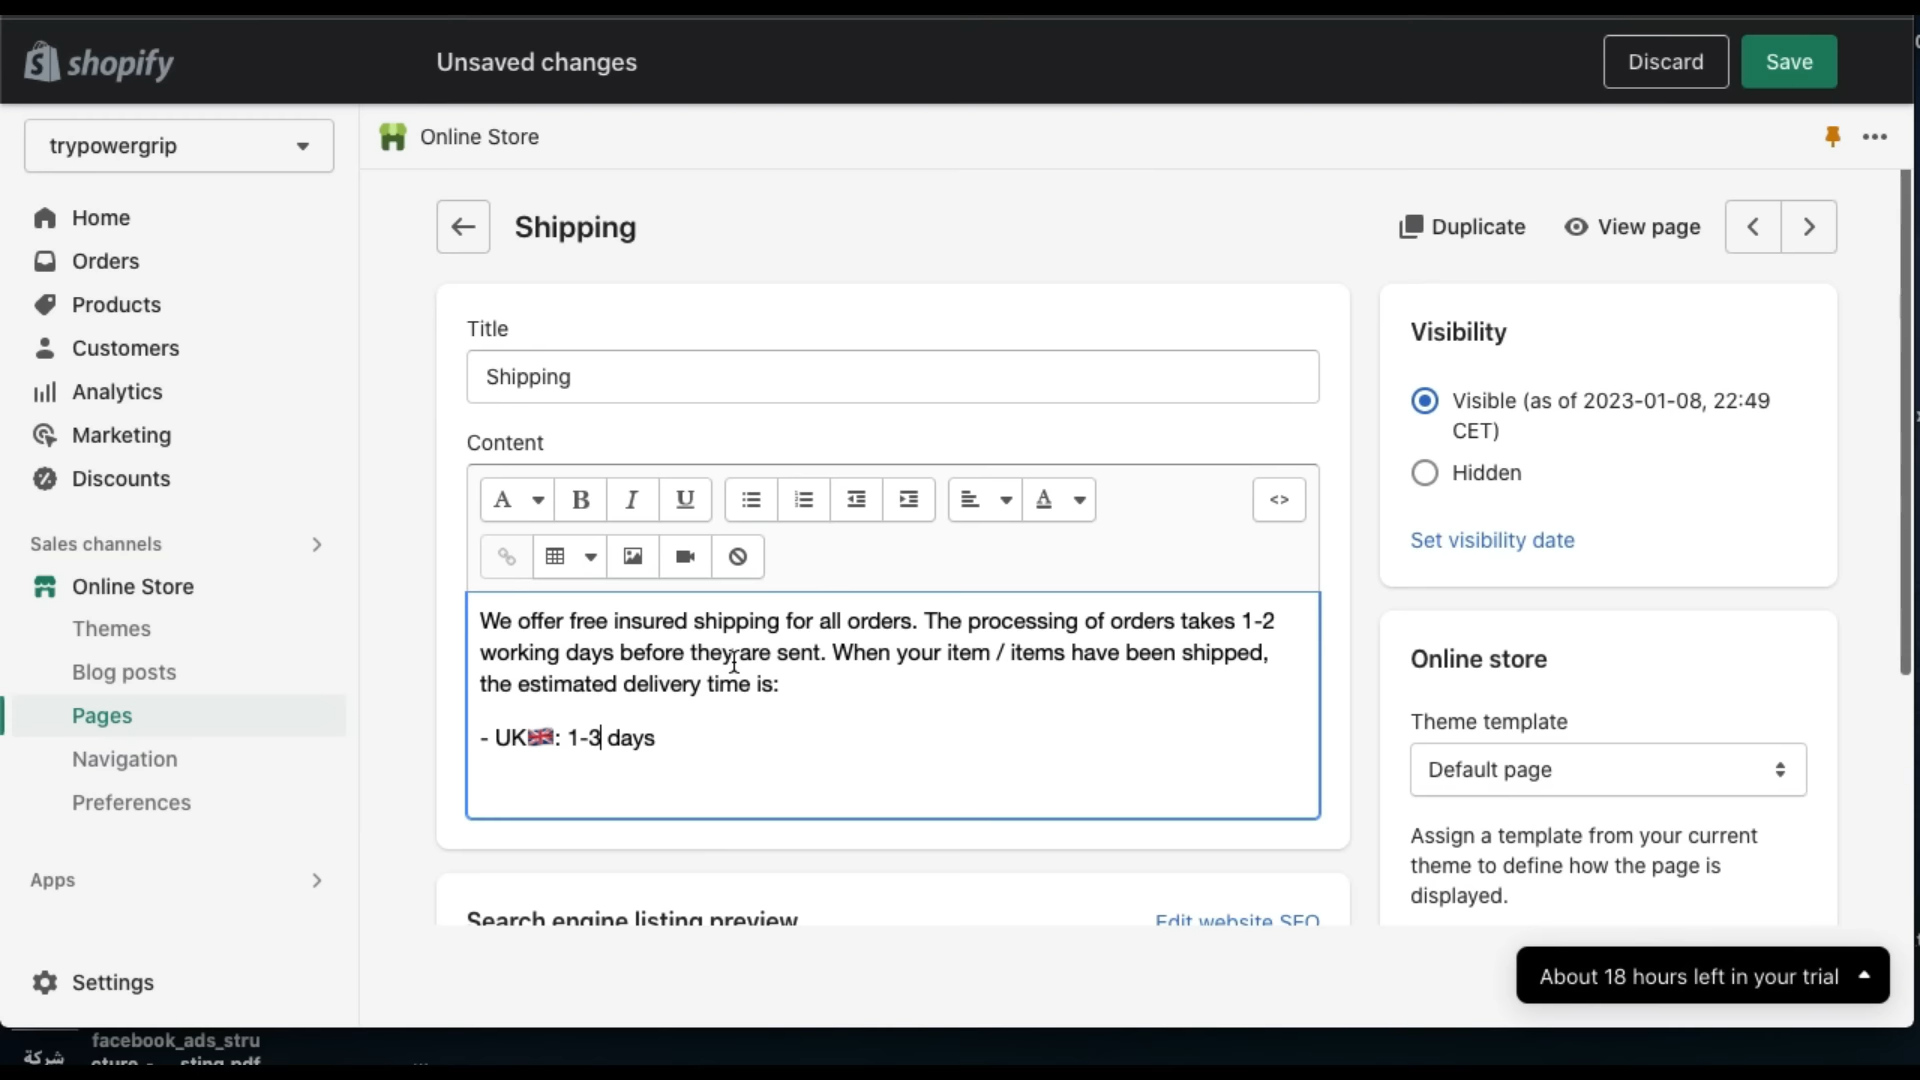 shopify
Unsaved changes
Discard
Save
trypowergrip
Online Store
Home
Orders
Products
Customers
Analytics
Marketing
Discounts
Sales channels
Online Store
Themes
Blog posts
Pages
Navigation
Preferences
Apps
Settings
Shipping
Duplicate
View page
Title
Shipping
Content
A
B
I
U
A
<>
We offer free insured shipping for all orders. The processing of orders takes 1-2
working days before they are sent. When your item / items have been shipped,
the estimated delivery time is:
- UK🇬🇧: 1-3 days
Search engine listing preview
Edit website SEO
Visibility
Visible (as of 2023-01-08, 22:49
CET)
Hidden
Set visibility date
Online store
Theme template
Default page
Assign a template from your current
theme to define how the page is
displayed.
About 18 hours left in your trial
شركة
facebook_ads_stru
cture - ... sting.pdf